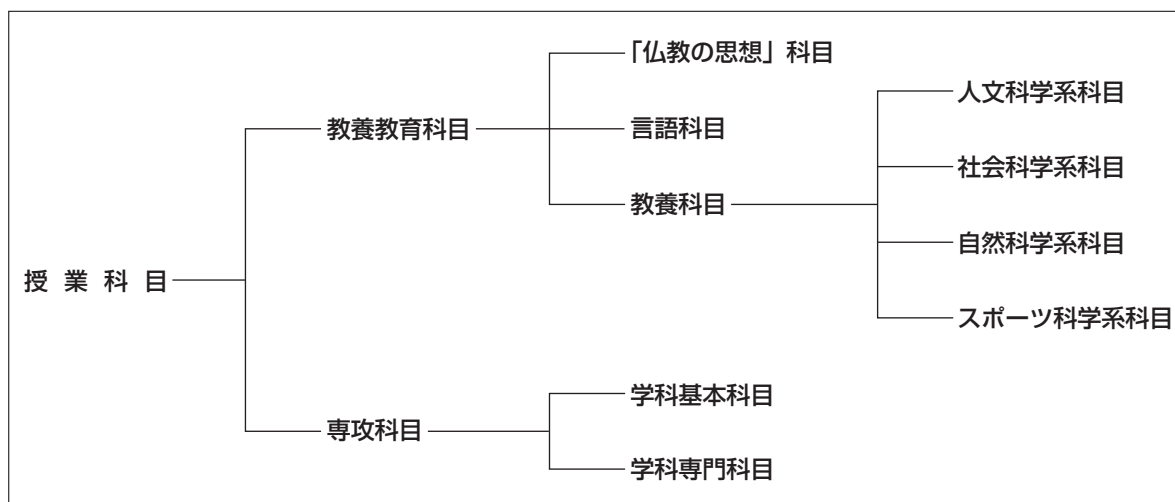 授業科目
教養教育科目
「仏教の思想」科目
言語科目
教養科目
人文科学系科目
社会科学系科目
自然科学系科目
スポーツ科学系科目
専攻科目
学科基本科目
学科専門科目